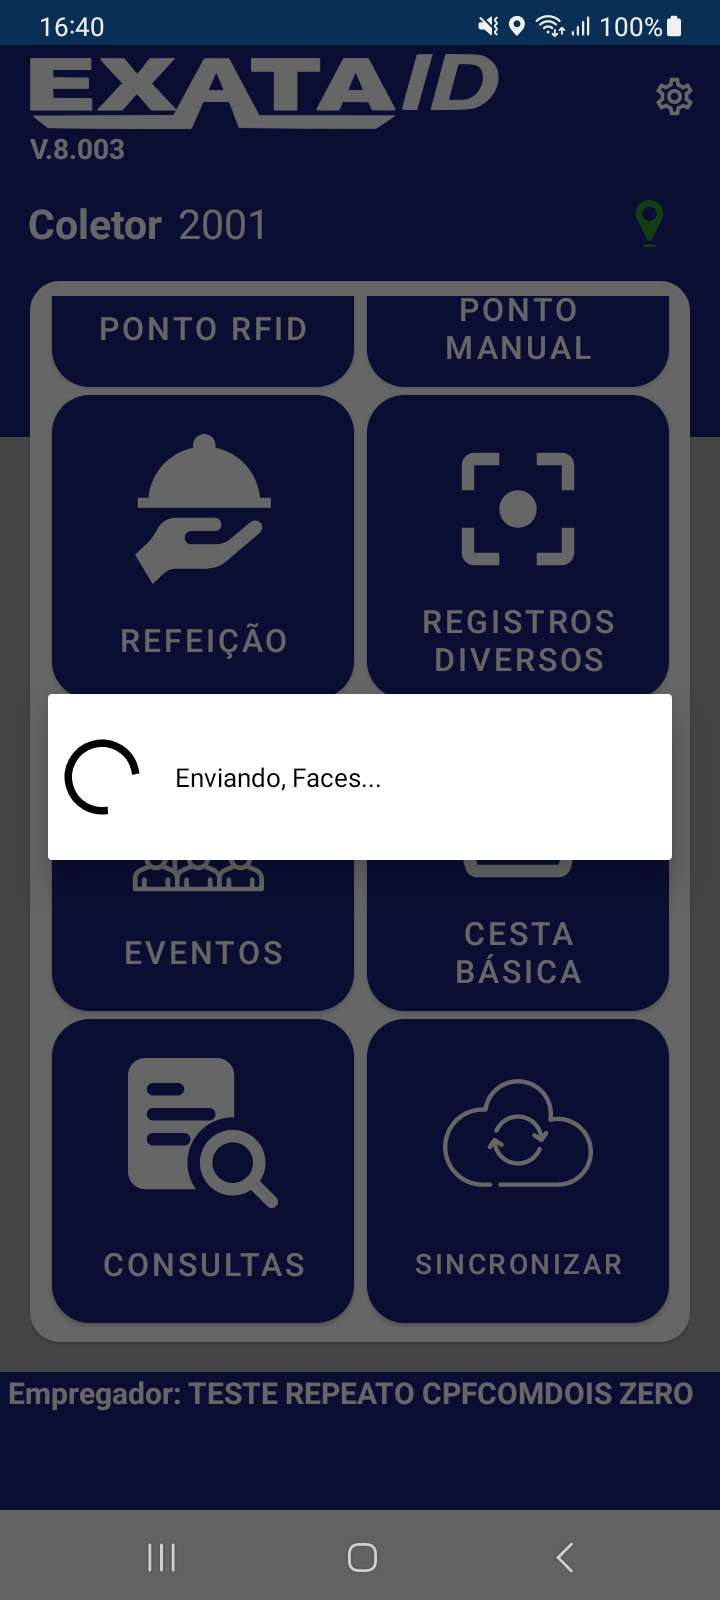 16:40
100%
EXATAID
V.8.003
Coletor 2001
PONTO RFID
PONTO
MANUAL
REFEIÇÃO
REGISTROS
DIVERSOS
Enviando, Faces...
EVENTOS
CESTA
BÁSICA
CONSULTAS
SINCRONIZAR
Empregador: TESTE REPEATO CPFCOMDOIS ZERO